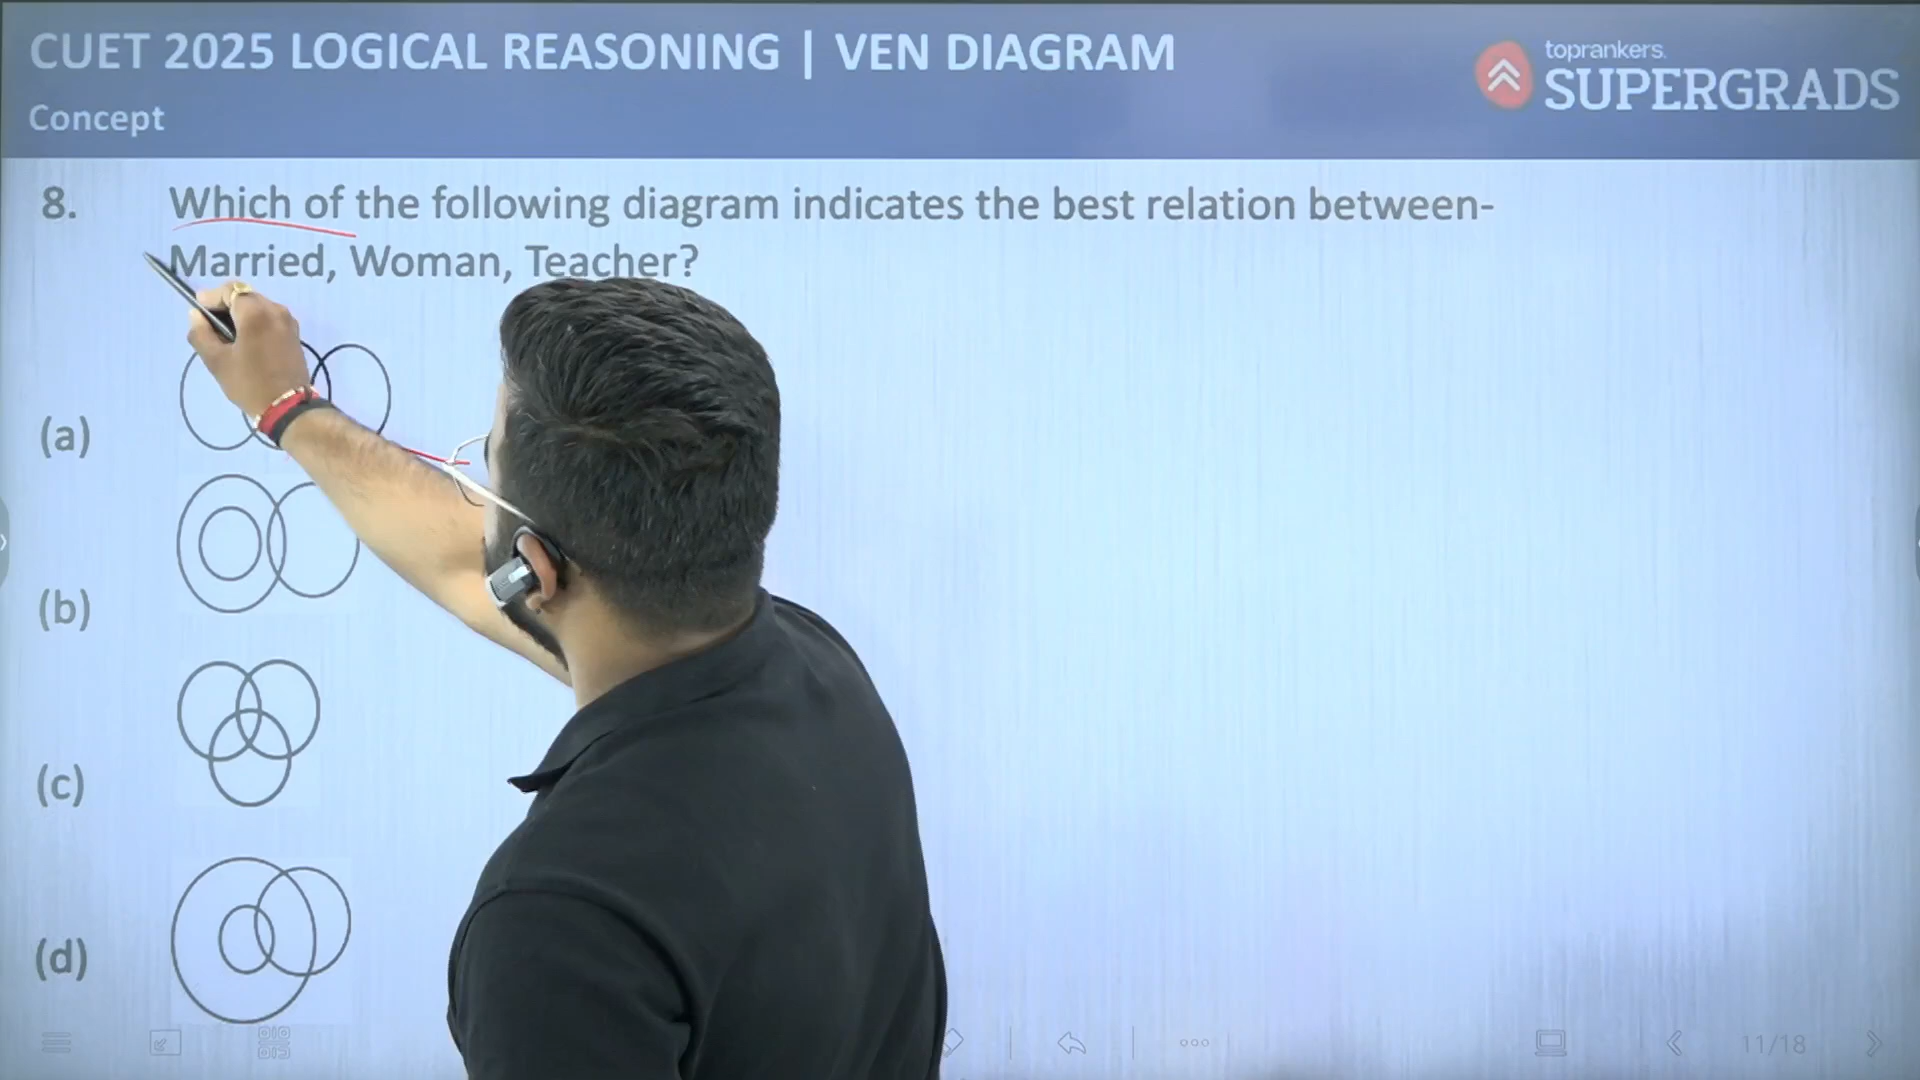 CUET 2025 LOGICAL REASONING | VEN DIAGRAM
Concept
toprankers.
SUPERGRADS
8. Which of the following diagram indicates the best relation between-
Married, Woman, Teacher?
(a)
(b)
(c)
(d)
11/18